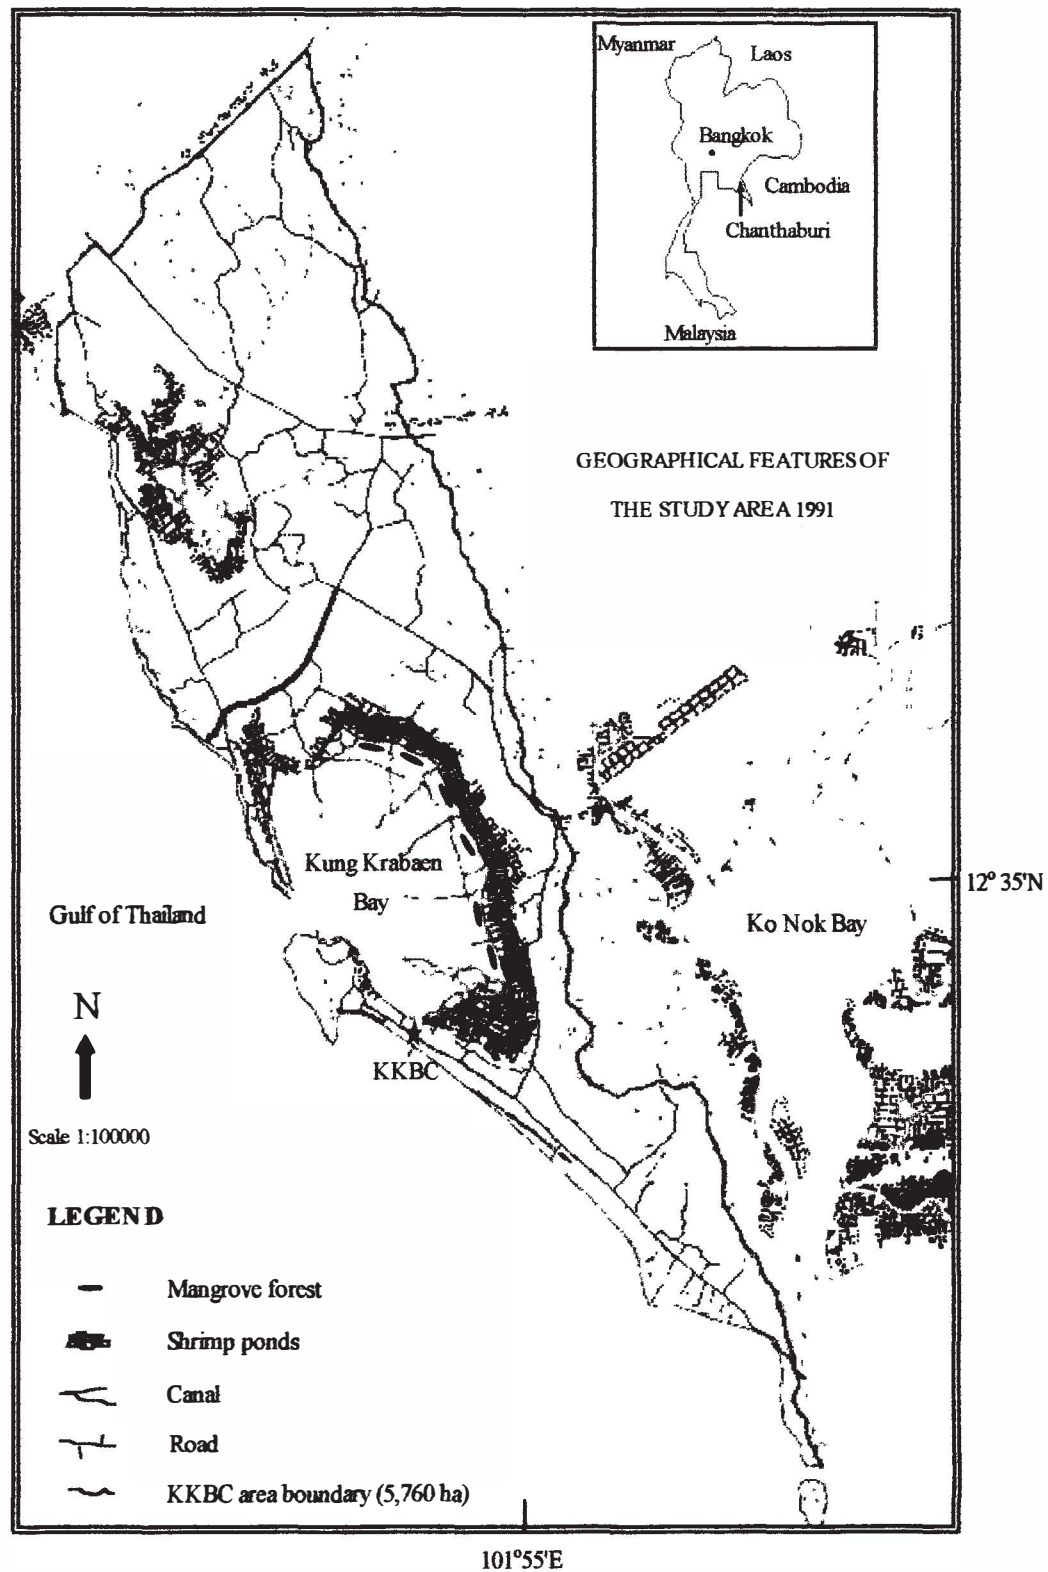 Myanmar
Laos
Bangkok
Cambodia
Chanthaburi
Malaysia
GEOGRAPHICAL FEATURES OF
THE STUDY AREA 1991
Kung Krabaen
Bay
12° 35'N
Gulf of Thailand
Ko Nok Bay
N
KKBC
Scale 1:100000
LEGEND
Mangrove forest
Shrimp ponds
Canal
Road
KKBC area boundary (5,760 ha)
101°55'E